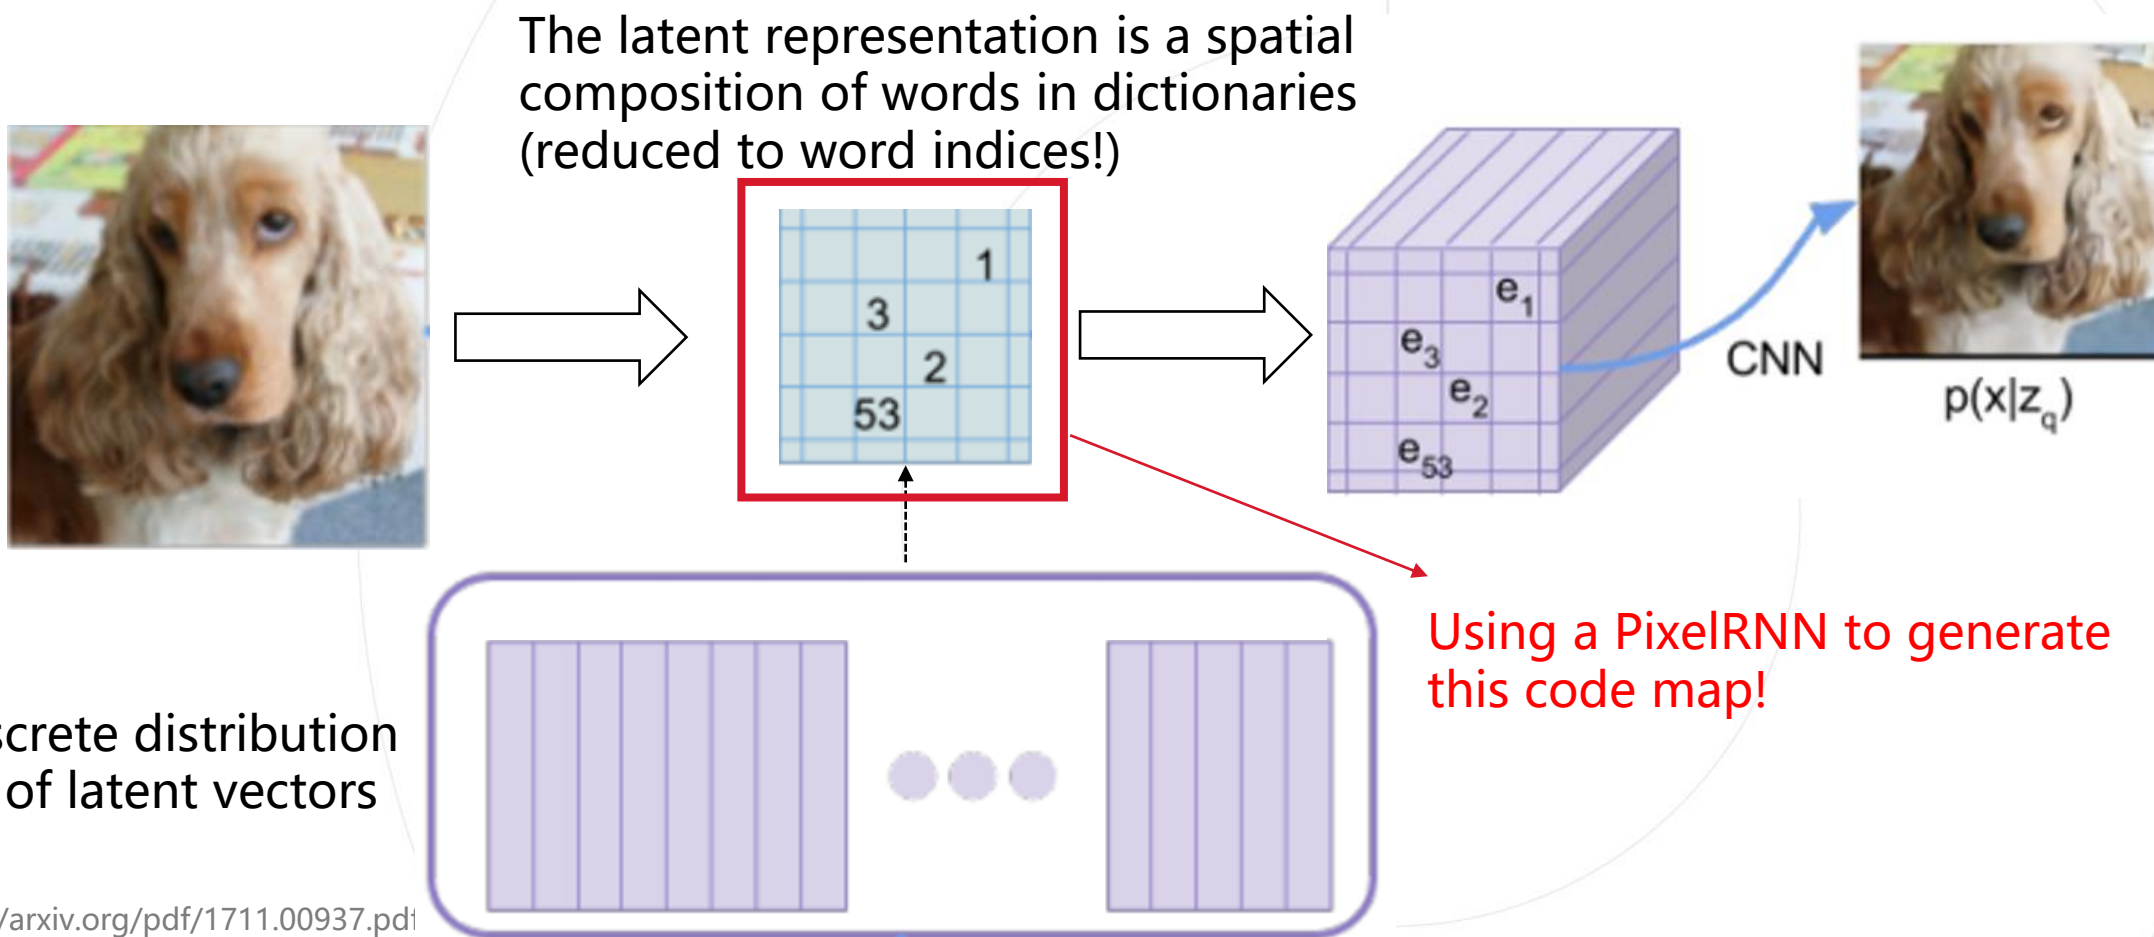 The latent representation is a spatial
composition of words in dictionaries
(reduced to word indices!)
1
3
2
53
e1
e3
e2
e53
CNN
p(x|zq)
Using a PixelRNN to generate
this code map!
screte distribution
of latent vectors
/arxiv.org/pdf/1711.00937.pdf